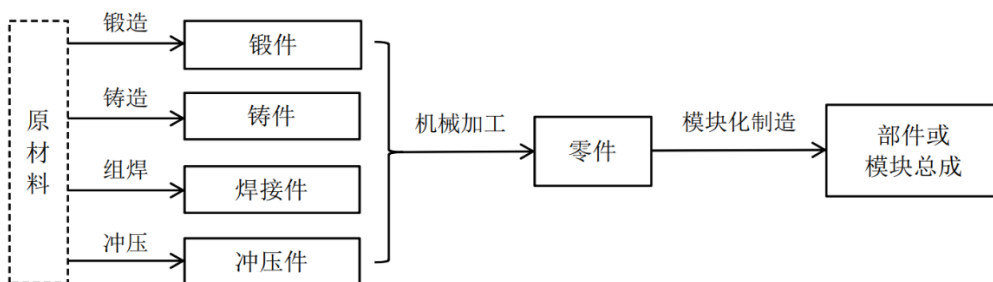 原材料
锻造
锻件
铸造
铸件
组焊
焊接件
冲压
冲压件
机械加工
零件
模块化制造
部件或
模块总成